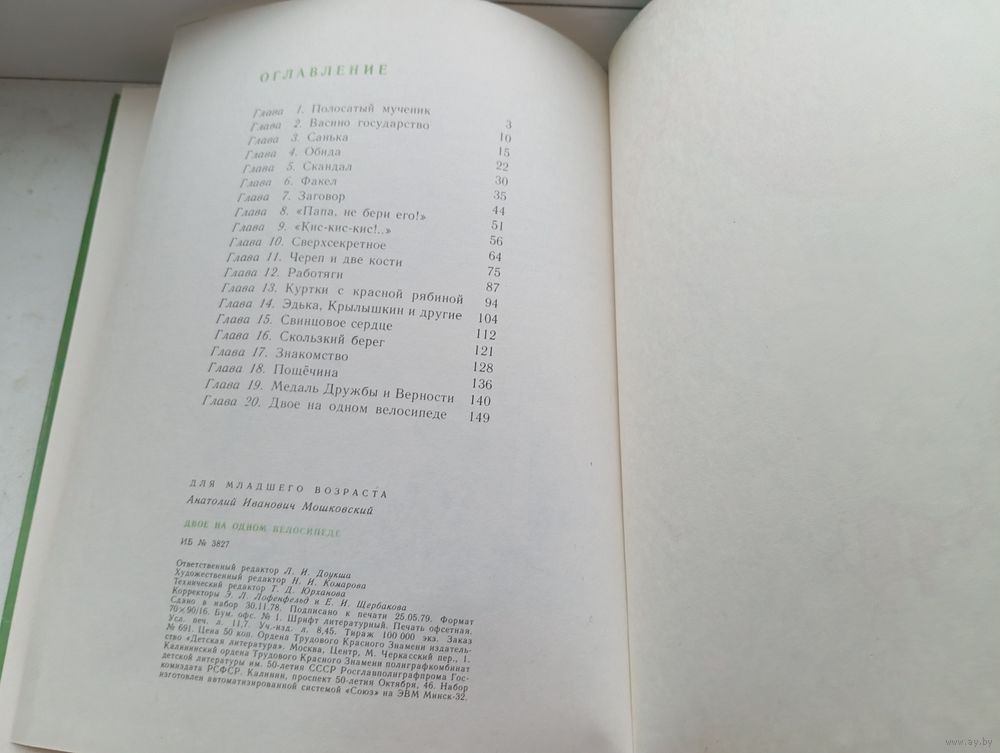 ОГЛАВЛЕНИЕ
Глава 1. Полосатый мученик 3
Глава 2. Васино государство 10
Глава 3. Санька 15
Глава 4. Обида 22
Глава 5. Скандал 30
Глава 6. Факел 35
Глава 7. Заговор 44
Глава 8. «Папа, не бери его!» 51
Глава 9. «Кис-кис-кис!..» 56
Глава 10. Сверхсекретное 64
Глава 11. Череп и две кости 75
Глава 12. Работяги 87
Глава 13. Куртки с красной рябиной 94
Глава 14. Эдька, Крылышкин и другие 104
Глава 15. Свинцовое сердце 112
Глава 16. Скользкий берег 121
Глава 17. Знакомство 128
Глава 18. Пощёчина 136
Глава 19. Медаль Дружбы и Верности 140
Глава 20. Двое на одном велосипеде 149
ДЛЯ МЛАДШЕГО ВОЗРАСТА
Анатолий Иванович Мошковский
ДВОЕ НА ОДНОМ ВЕЛОСИПЕДЕ
ИБ № 3827
Ответственный редактор Л. И. Доукша
Художественный редактор Н. И. Комарова
Технический редактор Т. Д. Юрханова
Корректоры Э. Л. Лофенфельд и Е. И. Щербакова
Сдано в набор 30.11.78. Подписано к печати 25.05.79. Формат
70×90/16. Бум. офс. № 1. Шрифт литературный. Печать офсетная.
Усл. печ. л. 11,7. Уч.-изд. л. 8,45. Тираж 100 000 экз. Заказ
№ 691. Цена 50 коп. Ордена Трудового Красного Знамени издатель-
ство «Детская литература». Москва, Центр, М. Черкасский пер., 1.
Калининский ордена Трудового Красного Знамени полиграфкомбинат
детской литературы им. 50-летия СССР Росглавполиграфпрома Гос-
комиздата РСФСР. Калинин, проспект 50-летия Октября, 46. Набор
изготовлен автоматизированной системой «Союз» на ЭВМ Минск-32.
www.ay.by